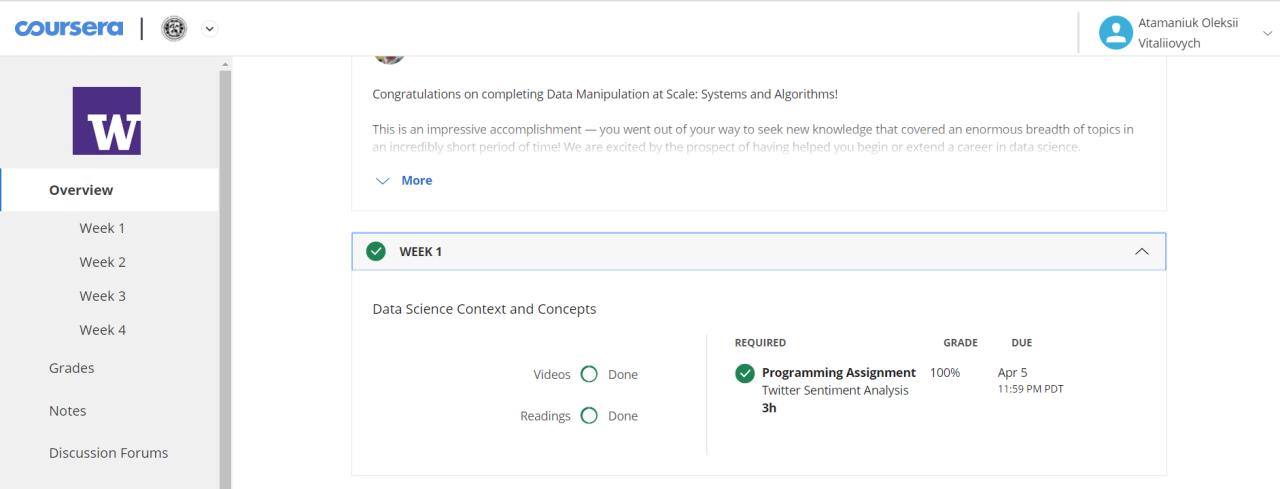 coursera
Atamaniuk Oleksii
Vitaliiovych
W
Overview
Week 1
Week 2
Week 3
Week 4
Grades
Notes
Discussion Forums
Congratulations on completing Data Manipulation at Scale: Systems and Algorithms!
This is an impressive accomplishment — you went out of your way to seek new knowledge that covered an enormous breadth of topics in
an incredibly short period of time! We are excited by the prospect of having helped you begin or extend a career in data science.
More
WEEK 1
Data Science Context and Concepts
Videos Done
Readings Done
REQUIRED GRADE DUE
Programming Assignment 100% Apr 5
Twitter Sentiment Analysis 11:59 PM PDT
3h